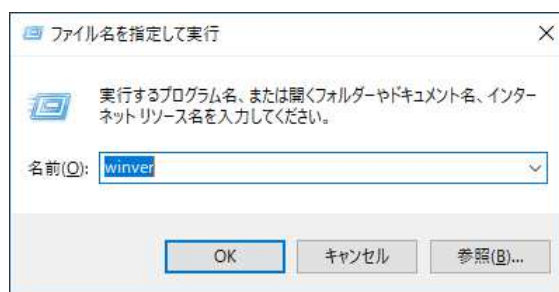 ファイル名を指定して実行
実行するプログラム名、または開くフォルダーやドキュメント名、インター
ネット リソース名を入力してください。
名前(O): winver
OK キャンセル 参照(B)...